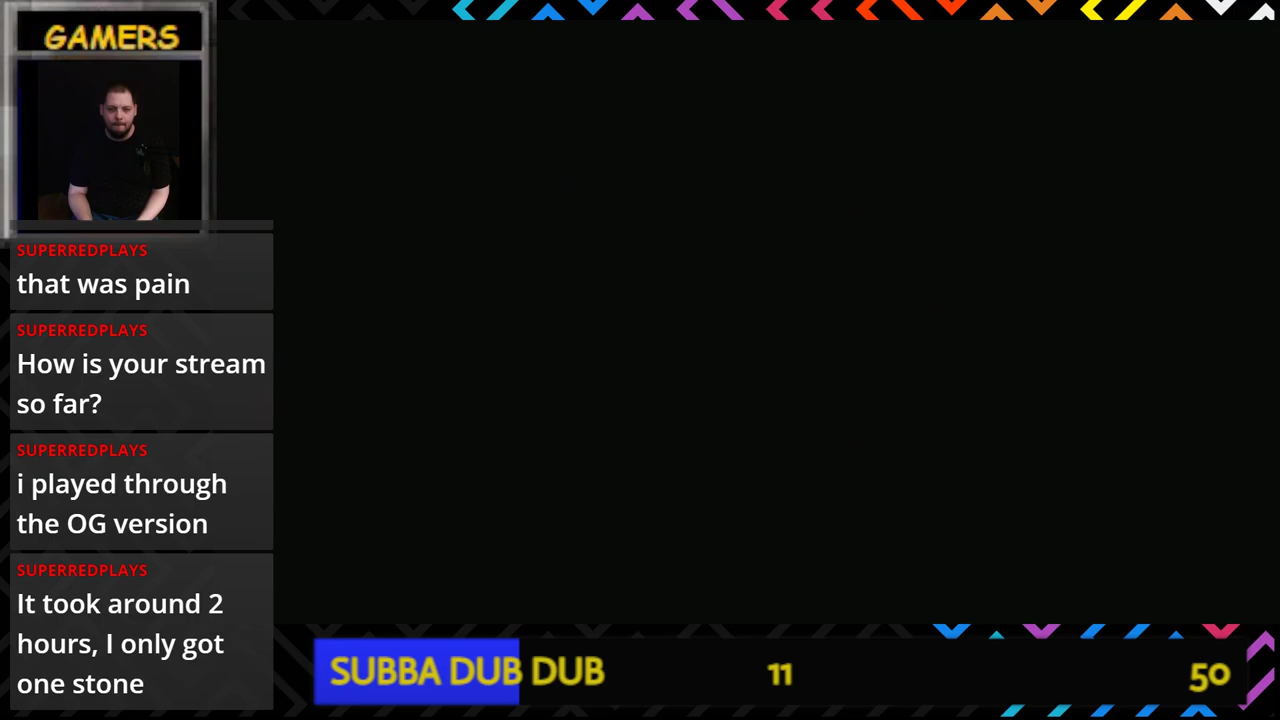 GAMERS
SUPERREDPLAYS
that was pain
SUPERREDPLAYS
How is your stream
so far?
SUPERREDPLAYS
i played through
the OG version
SUPERREDPLAYS
It took around 2
hours, I only got
one stone
SUBBA DUB DUB 11 50